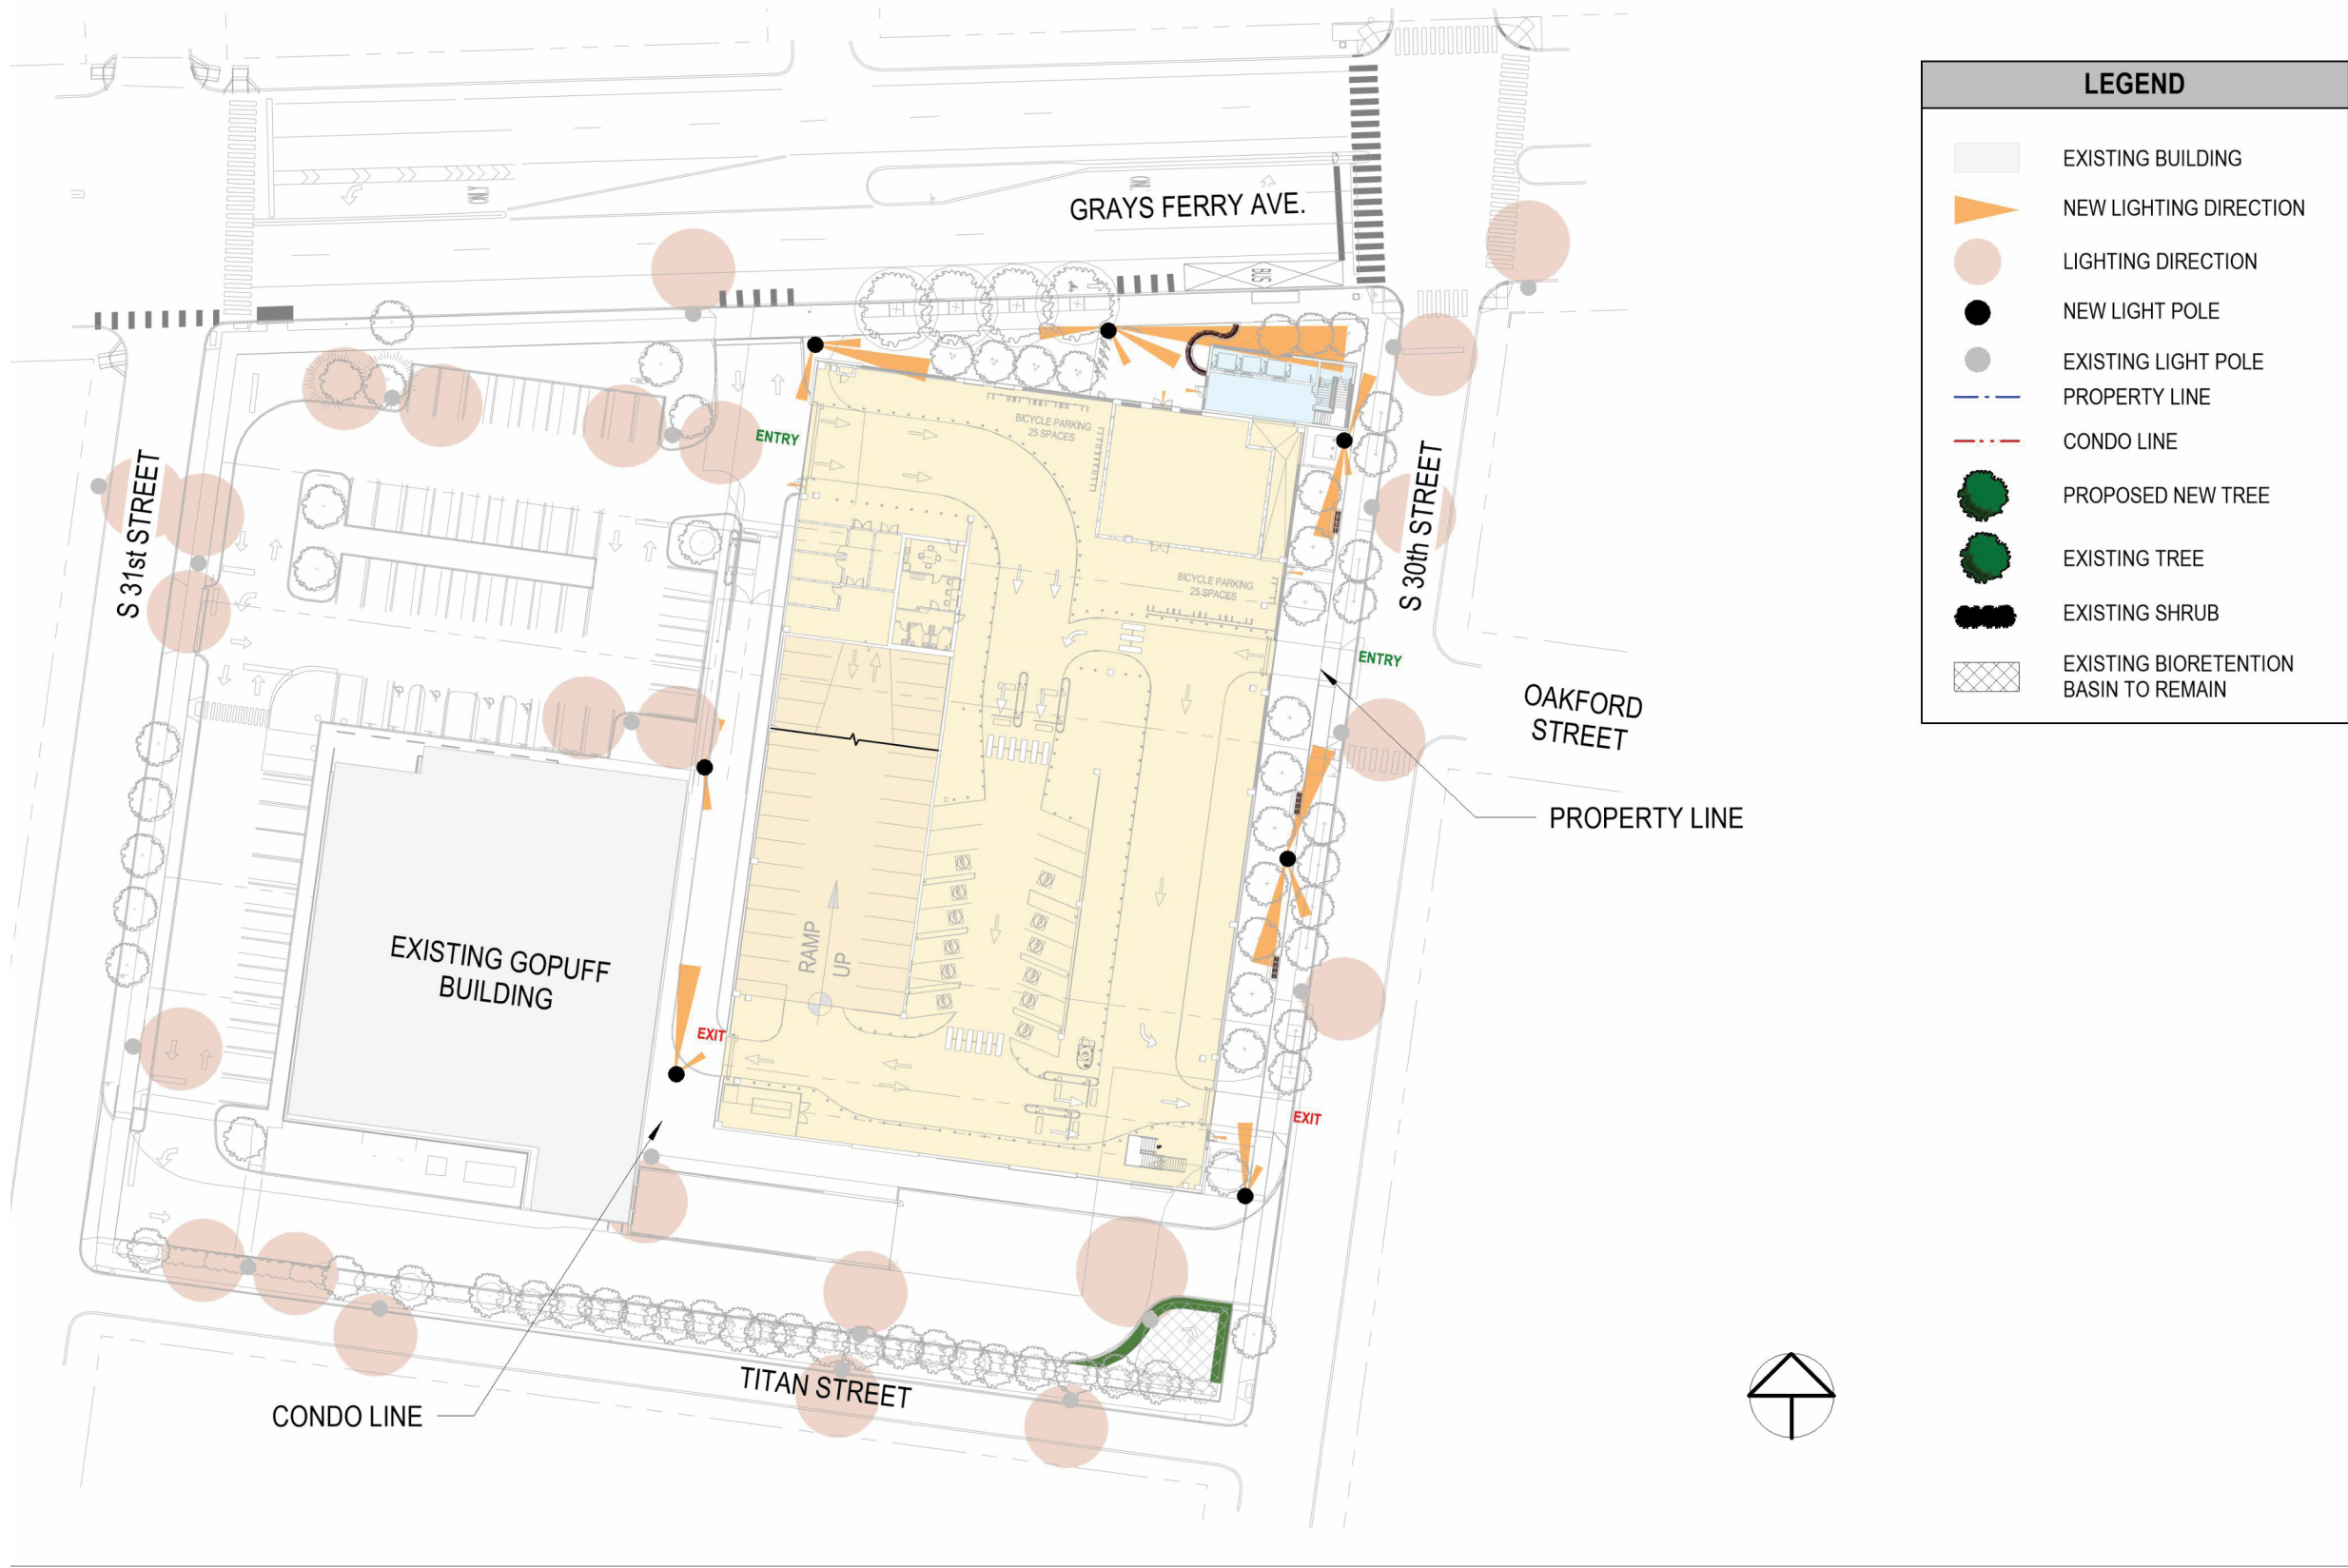 GRAYS FERRY AVE.
BUS
ENTRY
BICYCLE PARKING
25 SPACES
S 31st STREET
S 30th STREET
BICYCLE PARKING
25 SPACES
ENTRY
OAKFORD
STREET
PROPERTY LINE
RAMP
UP
EXISTING GOPUFF
BUILDING
EXIT
EXIT
TITAN STREET
CONDO LINE
LEGEND
EXISTING BUILDING
NEW LIGHTING DIRECTION
LIGHTING DIRECTION
NEW LIGHT POLE
EXISTING LIGHT POLE
PROPERTY LINE
CONDO LINE
PROPOSED NEW TREE
EXISTING TREE
EXISTING SHRUB
EXISTING BIORETENTION
BASIN TO REMAIN